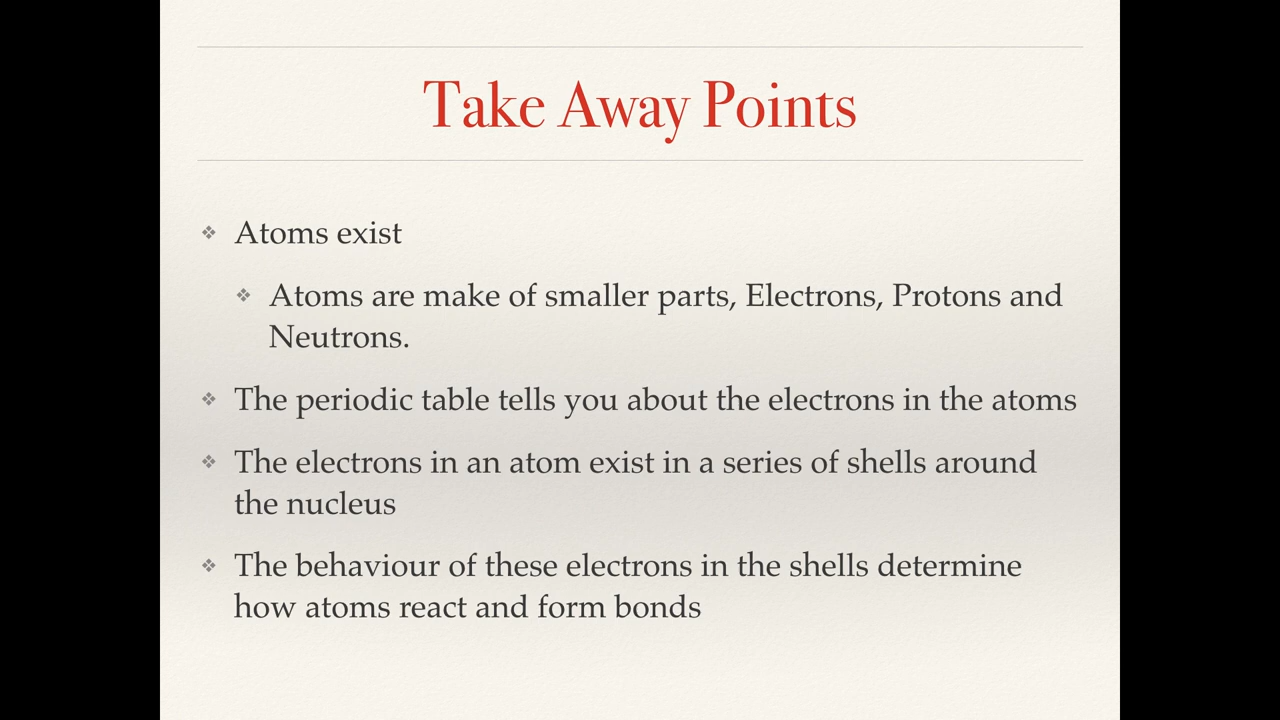 Take Away Points
❖ Atoms exist
❖ Atoms are make of smaller parts, Electrons, Protons and
Neutrons.
❖ The periodic table tells you about the electrons in the atoms
❖ The electrons in an atom exist in a series of shells around
the nucleus
❖ The behaviour of these electrons in the shells determine
how atoms react and form bonds